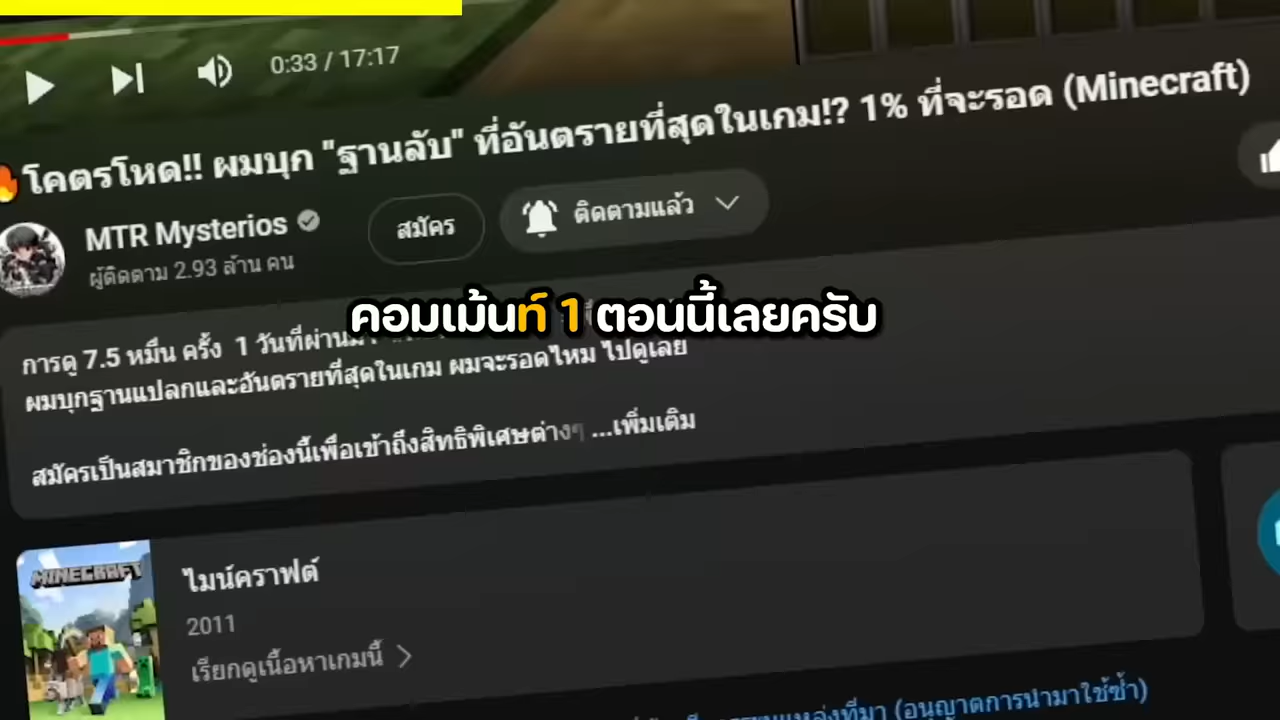 0:33 / 17:17
โคตรโหด!! ผมบุก "ฐานลับ" ที่อันตรายที่สุดในเกม!? 1% ที่จะรอด (Minecraft)
MTR Mysterios
สมัคร
ติดตามแล้ว
ผู้ติดตาม 2.93 ล้าน คน
คอมเม้นท์ 1 ตอนนี้เลยครับ
การดู 7.5 หมื่น ครั้ง 1 วันที่ผ่านมา
ผมบุกฐานแปลกและอันตรายที่สุดในเกม ผมจะรอดไหม ไปดูเลย
สมัครเป็นสมาชิกของช่องนี้เพื่อเข้าถึงสิทธิพิเศษต่างๆ ...เพิ่มเติม
MINECRAFT
ไมน์คราฟต์
2011
เรียกดูเนื้อหาเกมนี้
(อนุญาตการนำมาใช้ซ้ำ)